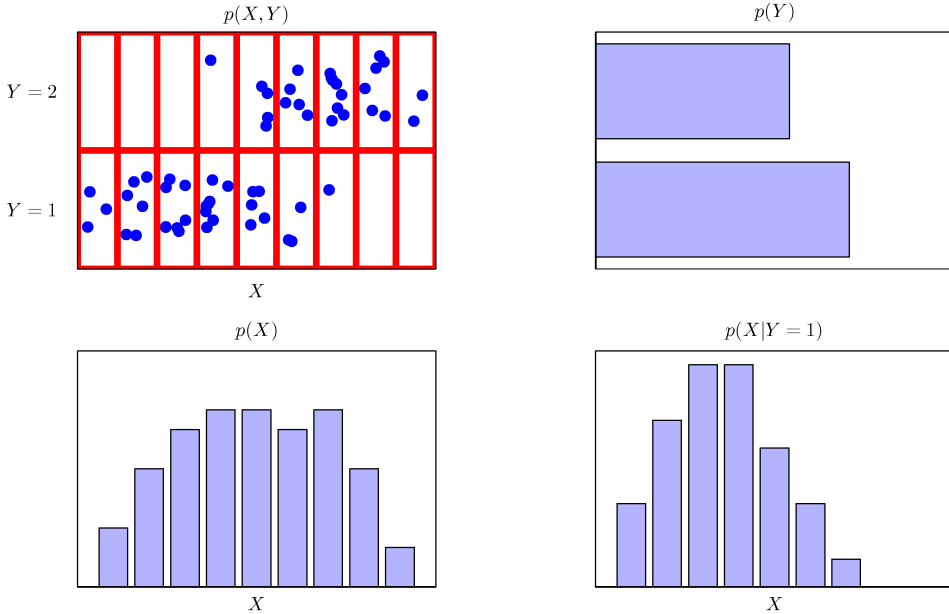 p(X, Y)
Y = 2
Y = 1
X
p(Y)
p(X)
X
p(X|Y = 1)
X